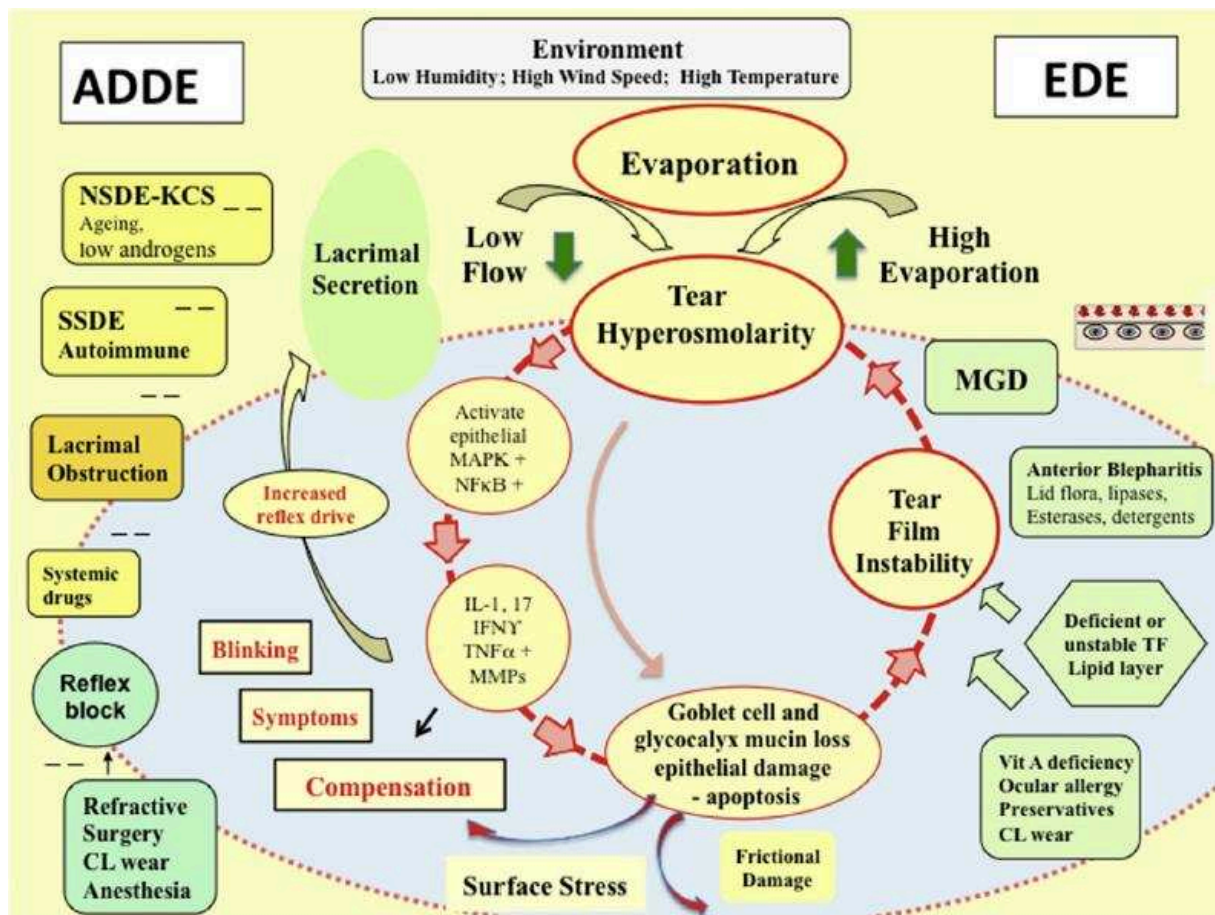 Environment
Low Humidity; High Wind Speed; High Temperature
ADDE
EDE
Evaporation
NSDE-KCS
Ageing,
low androgens
Lacrimal
Secretion
Low
Flow
High
Evaporation
Tear
Hyperosmolarity
SSDE
Autoimmune
MGD
Activate
epithelial
MAPK +
NFκB +
Lacrimal
Obstruction
Increased
reflex drive
Tear
Film
Instability
Anterior Blepharitis
Lid flora, lipases,
Esterases, detergents
Systemic
drugs
IL-1, 17
IFNϒ
TNFα +
MMPs
Blinking
Deficient or
unstable TF
Lipid layer
Reflex
block
Symptoms
Goblet cell and
glycocalyx mucin loss
epithelial damage
- apoptosis
Compensation
Vit A deficiency
Ocular allergy
Preservatives
CL wear
Refractive
Surgery
CL wear
Anesthesia
Surface Stress
Frictional
Damage